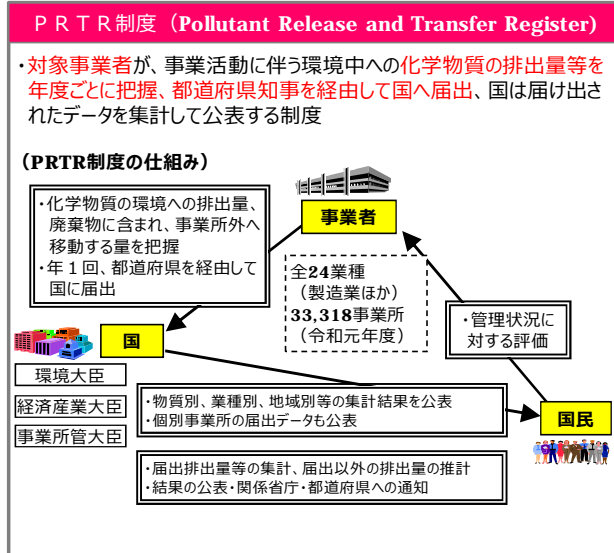 ＰＲＴＲ制度（Pollutant Release and Transfer Register)
・対象事業者が、事業活動に伴う環境中への化学物質の排出量等を
年度ごとに把握、都道府県知事を経由して国へ届出、国は届け出さ
れたデータを集計して公表する制度
（PRTR制度の仕組み）
・化学物質の環境への排出量、
廃棄物に含まれ、事業所外へ
移動する量を把握
・年１回、都道府県を経由して
国に届出
事業者
全24業種
（製造業ほか）
33,318事業所
（令和元年度）
・管理状況に
対する評価
国
環境大臣
経済産業大臣
事業所管大臣
・物質別、業種別、地域別等の集計結果を公表
・個別事業所の届出データも公表
国民
・届出排出量等の集計、届出以外の排出量の推計
・結果の公表・関係省庁・都道府県への通知